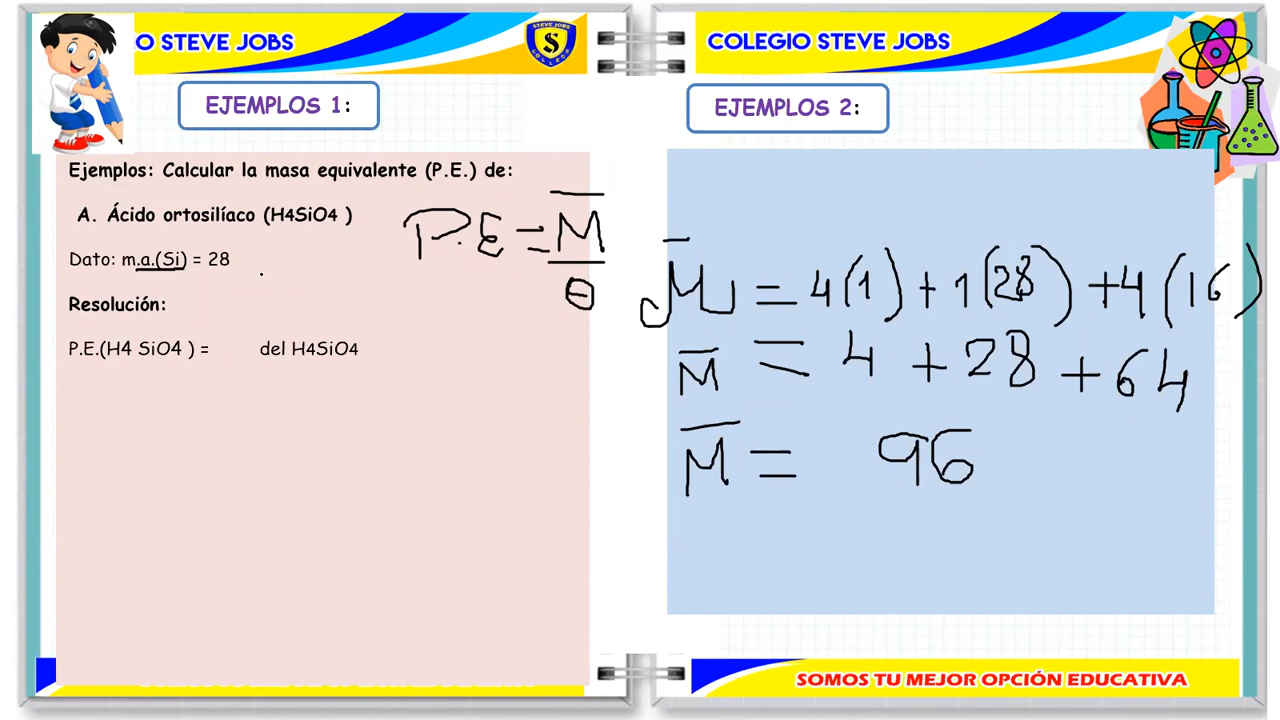 O STEVE JOBS
S
COLLEGE
EJEMPLOS 1:
Ejemplos: Calcular la masa equivalente (P.E.) de:
A. Ácido ortosilíaco (H4SiO4 )
Dato: m.a.(Si) = 28
Resolución:
P.E.(H4 SiO4 ) = del H4SiO4
P.E = M̅
Θ
COLEGIO STEVE JOBS
EJEMPLOS 2:
M̅ = 4(1) + 1(28) + 4(16)
M̅ = 4 + 28 + 64
M̅ = 96
SOMOS TU MEJOR OPCIÓN EDUCATIVA